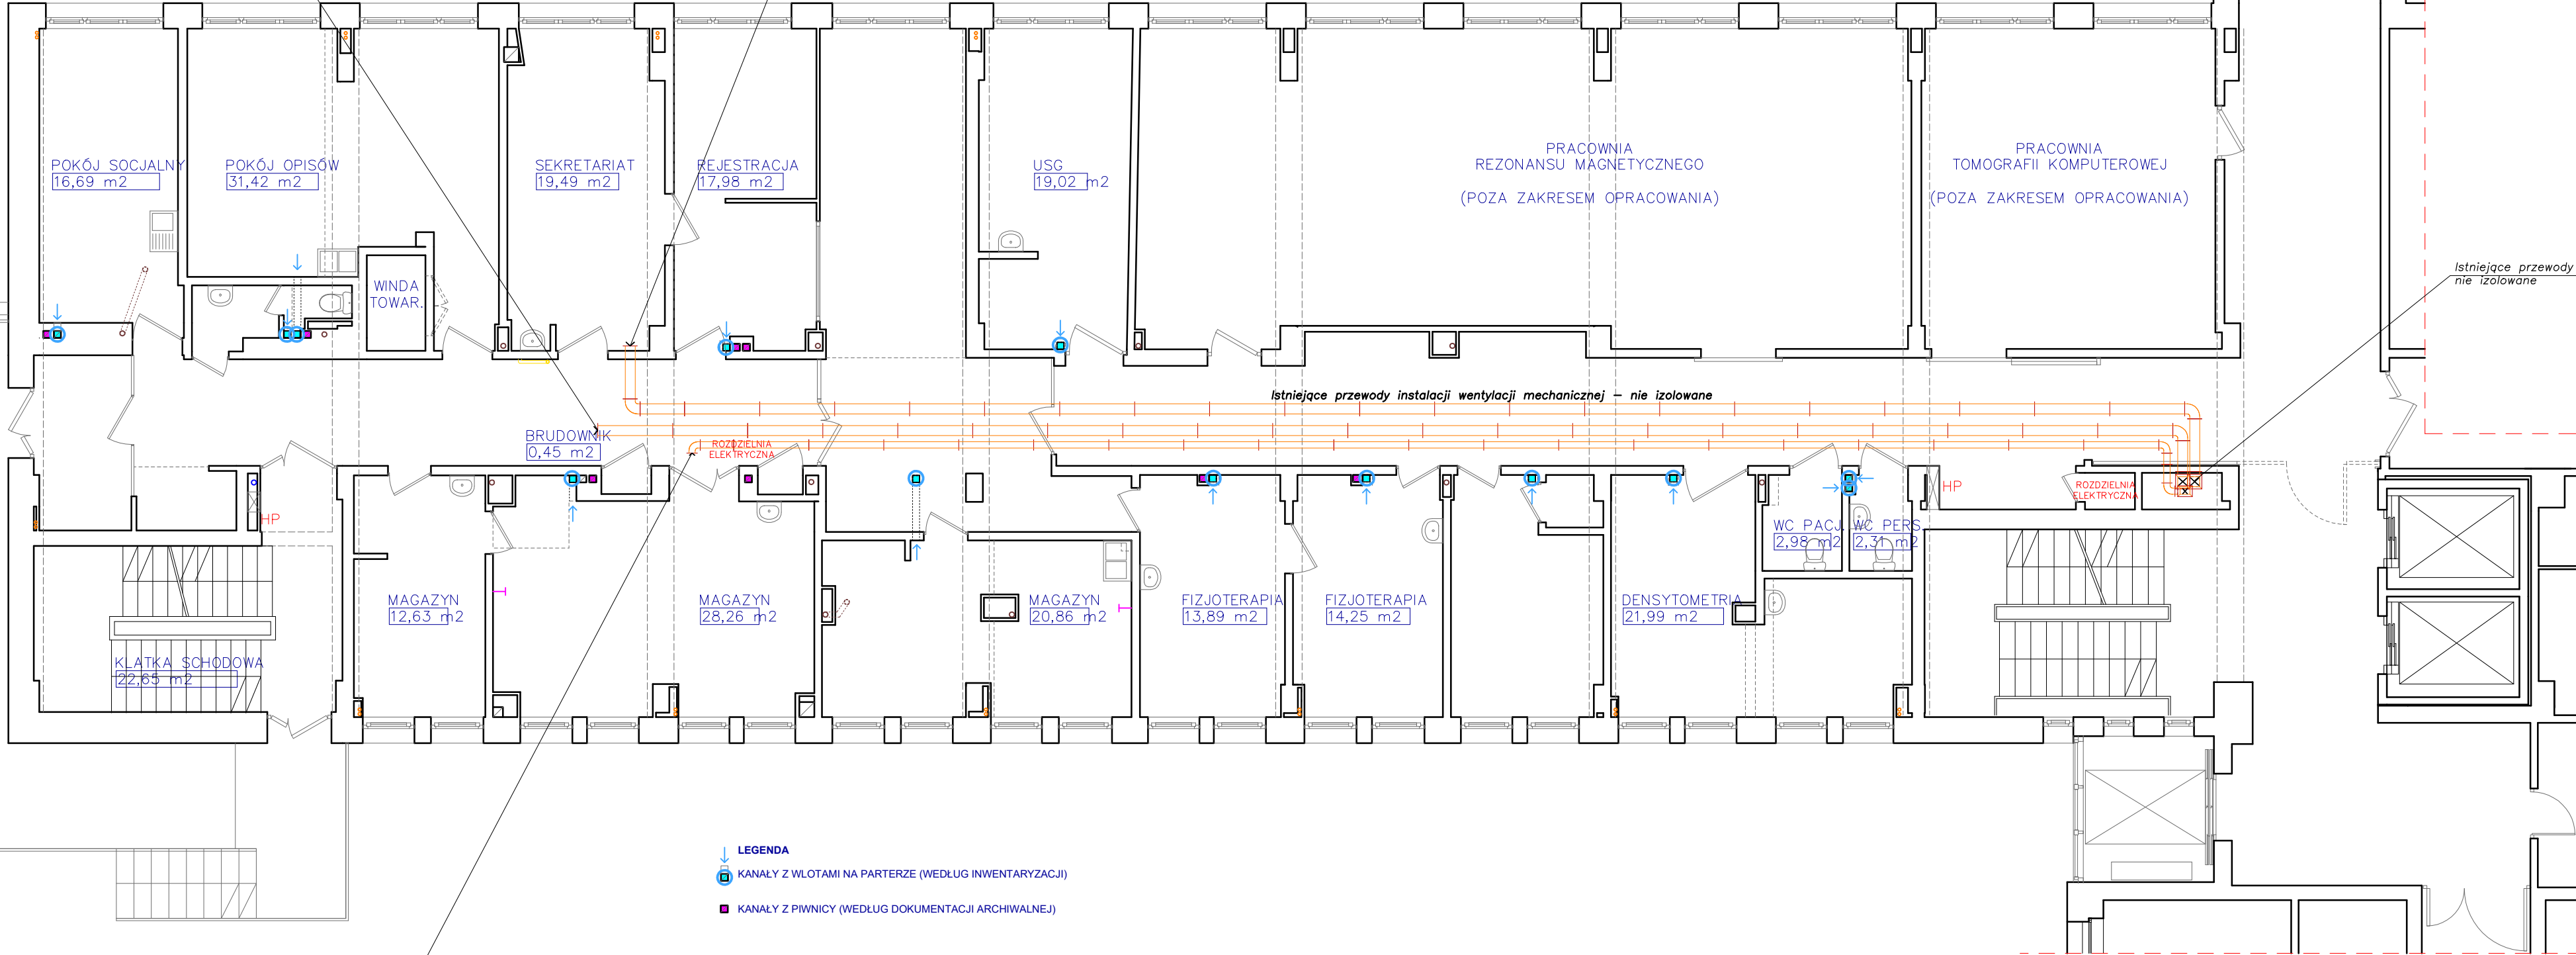 POKÓJ SOCJALNY
16,69 m2
POKÓJ OPISÓW
31,42 m2
SEKRETARIAT
19,49 m2
REJESTRACJA
17,98 m2
USG
19,02 m2
PRACOWNIA
REZONANSU MAGNETYCZNEGO
(POZA ZAKRESEM OPRACOWANIA)
PRACOWNIA
TOMOGRAFII KOMPUTEROWEJ
(POZA ZAKRESEM OPRACOWANIA)
WINDA
TOWAR.
Istniejące przewody
nie izolowane
Istniejące przewody instalacji wentylacji mechanicznej – nie izolowane
BRUDOWNIK
0,45 m2
ROZDZIELNIA
ELEKTRYCZNA
HP
HP
ROZDZIELNIA
ELEKTRYCZNA
WC PACJ.
2,98 m2
WC PERS.
2,31 m2
MAGAZYN
12,63 m2
MAGAZYN
28,26 m2
MAGAZYN
20,86 m2
FIZJOTERAPIA
13,89 m2
FIZJOTERAPIA
14,25 m2
DENSYTOMETRIA
21,99 m2
KLATKA SCHODOWA
22,65 m2
LEGENDA
KANAŁY Z WLOTAMI NA PARTERZE (WEDŁUG INWENTARYZACJI)
KANAŁY Z PIWNICY (WEDŁUG DOKUMENTACJI ARCHIWALNEJ)